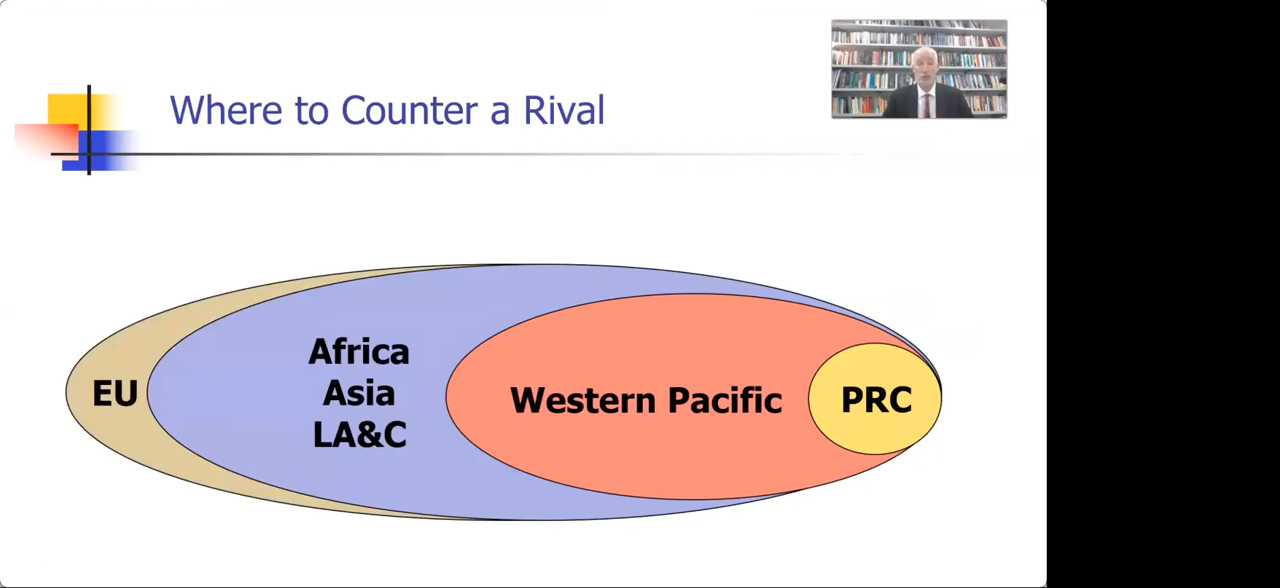 Where to Counter a Rival
EU
Africa
Asia
LA&C
Western Pacific
PRC